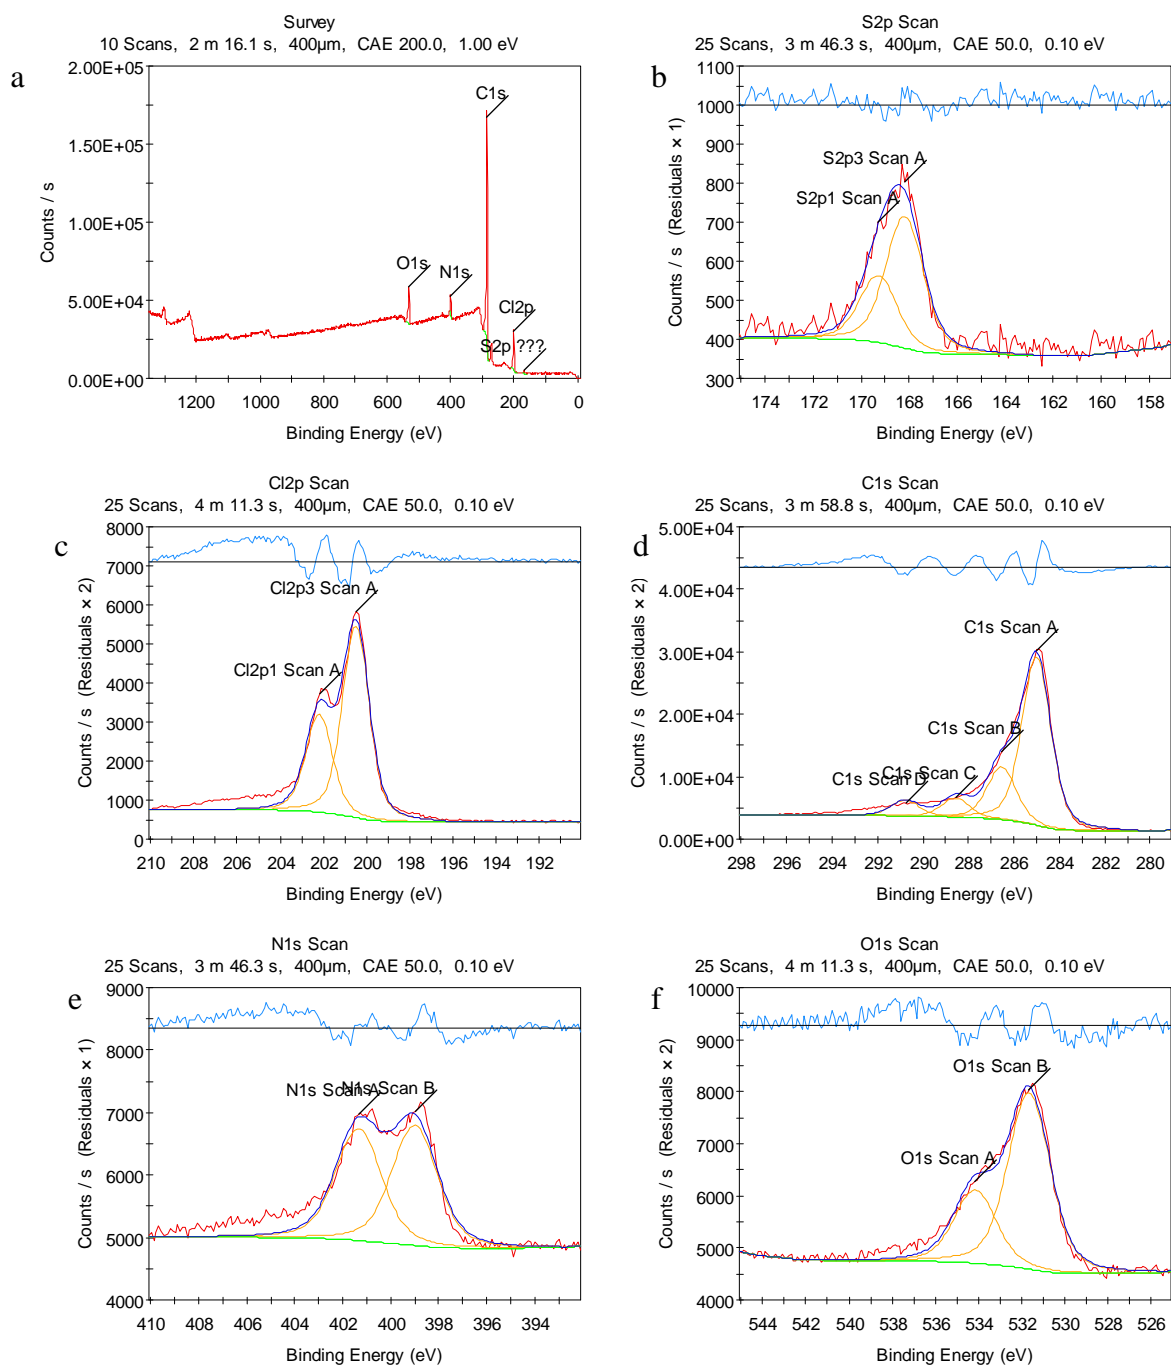 a
Survey
10 Scans, 2 m 16.1 s, 400µm, CAE 200.0, 1.00 eV
2.00E+05
1.50E+05
1.00E+05
5.00E+04
0.00E+00
Counts / s
C1s
O1s
N1s
Cl2p
S2p ???
1200 1000 800 600 400 200 0
Binding Energy (eV)
b
S2p Scan
25 Scans, 3 m 46.3 s, 400µm, CAE 50.0, 0.10 eV
1100
1000
900
800
700
600
500
400
300
Counts / s (Residuals × 1)
S2p3 Scan A
S2p1 Scan A
174 172 170 168 166 164 162 160 158
Binding Energy (eV)
c
Cl2p Scan
25 Scans, 4 m 11.3 s, 400µm, CAE 50.0, 0.10 eV
8000
7000
6000
5000
4000
3000
2000
1000
0
Counts / s (Residuals × 2)
Cl2p3 Scan A
Cl2p1 Scan A
210 208 206 204 202 200 198 196 194 192
Binding Energy (eV)
d
C1s Scan
25 Scans, 3 m 58.8 s, 400µm, CAE 50.0, 0.10 eV
5.00E+04
4.00E+04
3.00E+04
2.00E+04
1.00E+04
0.00E+00
Counts / s (Residuals × 2)
C1s Scan A
C1s Scan B
C1s Scan C
C1s Scan D
298 296 294 292 290 288 286 284 282 280
Binding Energy (eV)
e
N1s Scan
25 Scans, 3 m 46.3 s, 400µm, CAE 50.0, 0.10 eV
9000
8000
7000
6000
5000
4000
Counts / s (Residuals × 1)
N1s Scan A
N1s Scan B
410 408 406 404 402 400 398 396 394
Binding Energy (eV)
f
O1s Scan
25 Scans, 4 m 11.3 s, 400µm, CAE 50.0, 0.10 eV
10000
9000
8000
7000
6000
5000
4000
Counts / s (Residuals × 2)
O1s Scan B
O1s Scan A
544 542 540 538 536 534 532 530 528 526
Binding Energy (eV)